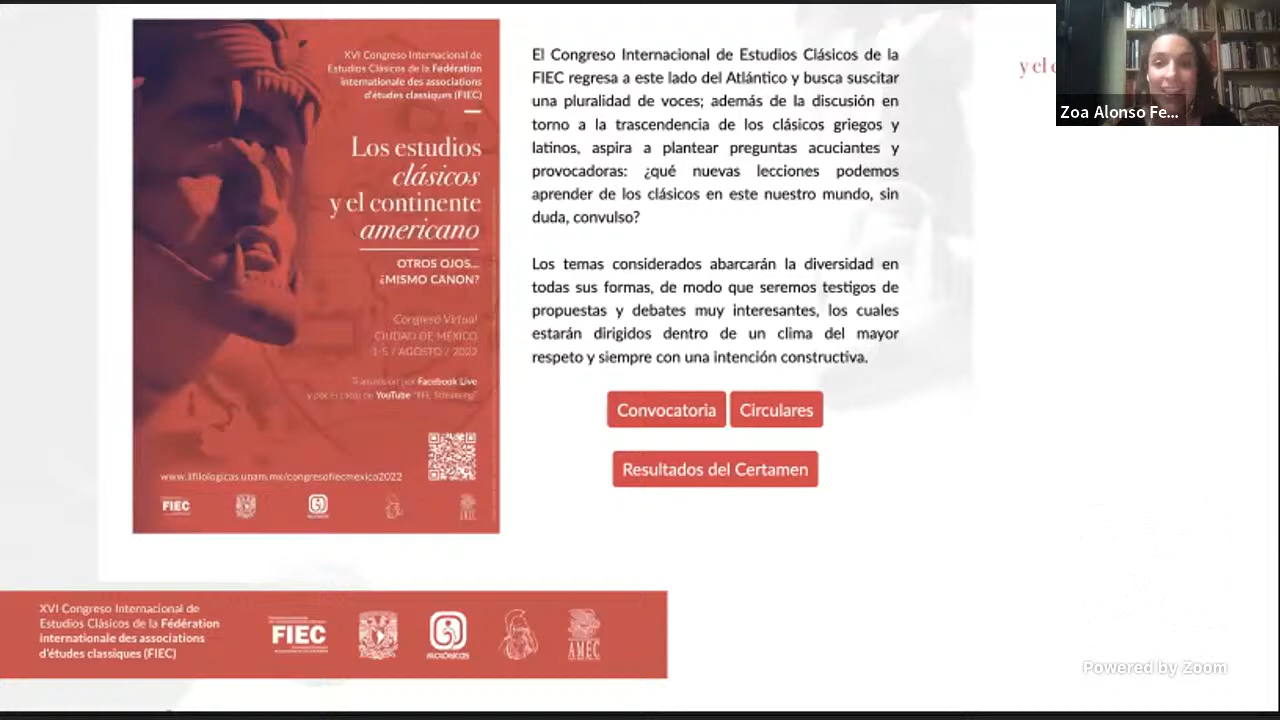 XVI Congreso Internacional de
Estudios Clásicos de la Fédération
internationale des associations
d'études classiques (FIEC)
Los estudios
clásicos
y el continente
americano
OTROS OJOS...
¿MISMO CANON?
Congreso Virtual
CIUDAD DE MÉXICO
1-5 / AGOSTO / 2022
Transmisión por Facebook Live
y por el canal de YouTube "IIFL Streaming"
www.iifilologicas.unam.mx/congresofiecmexico2022
FIEC
El Congreso Internacional de Estudios Clásicos de la
FIEC regresa a este lado del Atlántico y busca suscitar
una pluralidad de voces; además de la discusión en
torno a la trascendencia de los clásicos griegos y
latinos, aspira a plantear preguntas acuciantes y
provocadoras: ¿qué nuevas lecciones podemos
aprender de los clásicos en este nuestro mundo, sin
duda, convulso?
Los temas considerados abarcarán la diversidad en
todas sus formas, de modo que seremos testigos de
propuestas y debates muy interesantes, los cuales
estarán dirigidos dentro de un clima del mayor
respeto y siempre con una intención constructiva.
Convocatoria
Circulares
Resultados del Certamen
y el c
Zoa Alonso Fe...
XVI Congreso Internacional de
Estudios Clásicos de la Fédération
internationale des associations
d'études classiques (FIEC)
FIEC
FILOLÓGICAS
AMEC
Powered by Zoom